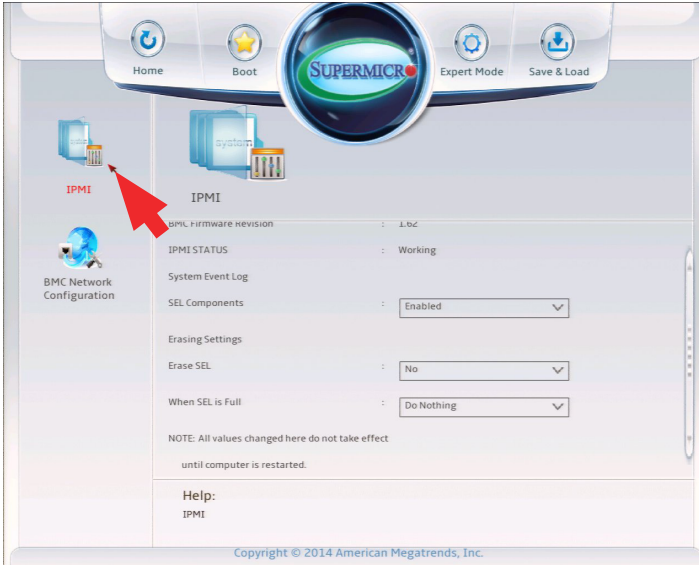 Home
Boot
SUPERMICRO
Expert Mode
Save & Load
IPMI
BMC Network
Configuration
system
IPMI
BMC Firmware Revision : 1.62
IPMI STATUS : Working
System Event Log
SEL Components : Enabled
Erasing Settings
Erase SEL : No
When SEL is Full : Do Nothing
NOTE: All values changed here do not take effect
until computer is restarted.
Help:
IPMI
Copyright © 2014 American Megatrends, Inc.